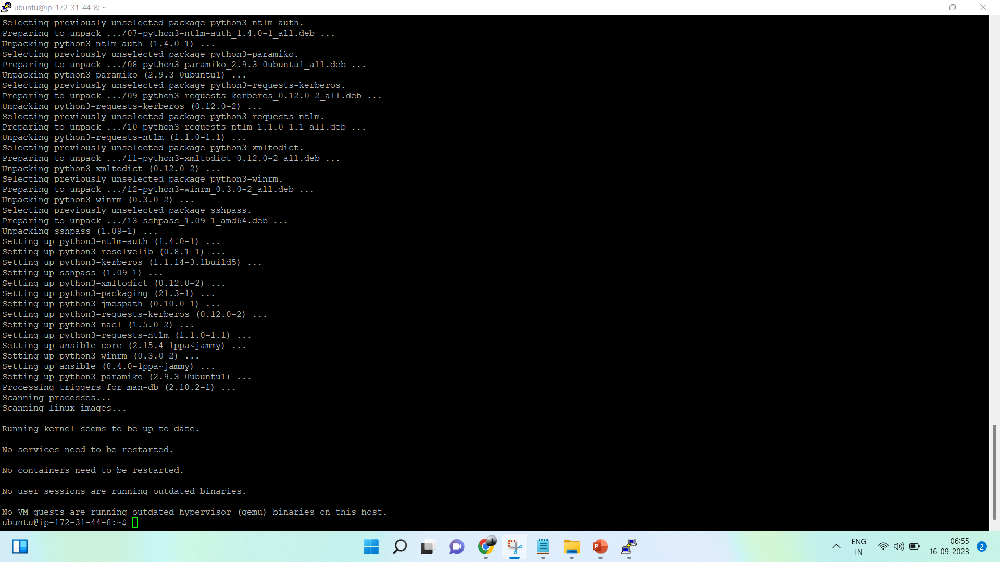 ubuntu@ip-172-31-44-8: ~
Selecting previously unselected package python3-ntlm-auth.
Preparing to unpack .../07-python3-ntlm-auth_1.4.0-1_all.deb ...
Unpacking python3-ntlm-auth (1.4.0-1) ...
Selecting previously unselected package python3-paramiko.
Preparing to unpack .../08-python3-paramiko_2.9.3-0ubuntu1_all.deb ...
Unpacking python3-paramiko (2.9.3-0ubuntu1) ...
Selecting previously unselected package python3-requests-kerberos.
Preparing to unpack .../09-python3-requests-kerberos_0.12.0-2_all.deb ...
Unpacking python3-requests-kerberos (0.12.0-2) ...
Selecting previously unselected package python3-requests-ntlm.
Preparing to unpack .../10-python3-requests-ntlm_1.1.0-1.1_all.deb ...
Unpacking python3-requests-ntlm (1.1.0-1.1) ...
Selecting previously unselected package python3-xmltodict.
Preparing to unpack .../11-python3-xmltodict_0.12.0-2_all.deb ...
Unpacking python3-xmltodict (0.12.0-2) ...
Selecting previously unselected package python3-winrm.
Preparing to unpack .../12-python3-winrm_0.3.0-2_all.deb ...
Unpacking python3-winrm (0.3.0-2) ...
Selecting previously unselected package sshpass.
Preparing to unpack .../13-sshpass_1.09-1_amd64.deb ...
Unpacking sshpass (1.09-1) ...
Setting up python3-ntlm-auth (1.4.0-1) ...
Setting up python3-resolvelib (0.8.1-1) ...
Setting up python3-kerberos (1.1.14-3.1build5) ...
Setting up sshpass (1.09-1) ...
Setting up python3-xmltodict (0.12.0-2) ...
Setting up python3-packaging (21.3-1) ...
Setting up python3-jmespath (0.10.0-1) ...
Setting up python3-requests-kerberos (0.12.0-2) ...
Setting up python3-nacl (1.5.0-2) ...
Setting up python3-requests-ntlm (1.1.0-1.1) ...
Setting up ansible-core (2.15.4-1ppa~jammy) ...
Setting up python3-winrm (0.3.0-2) ...
Setting up ansible (8.4.0-1ppa~jammy) ...
Setting up python3-paramiko (2.9.3-0ubuntu1) ...
Processing triggers for man-db (2.10.2-1) ...
Scanning processes...
Scanning linux images...
Running kernel seems to be up-to-date.
No services need to be restarted.
No containers need to be restarted.
No user sessions are running outdated binaries.
No VM guests are running outdated hypervisor (qemu) binaries on this host.
ubuntu@ip-172-31-44-8:~$
P
ENG
IN
06:55
16-09-2023
2